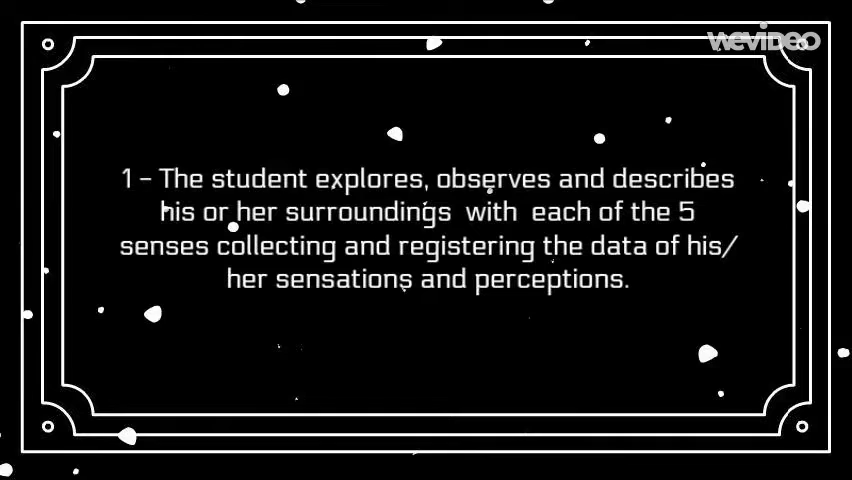 WEVIDEO
1 - The student explores, observes and describes
his or her surroundings with each of the 5
senses collecting and registering the data of his/
her sensations and perceptions.